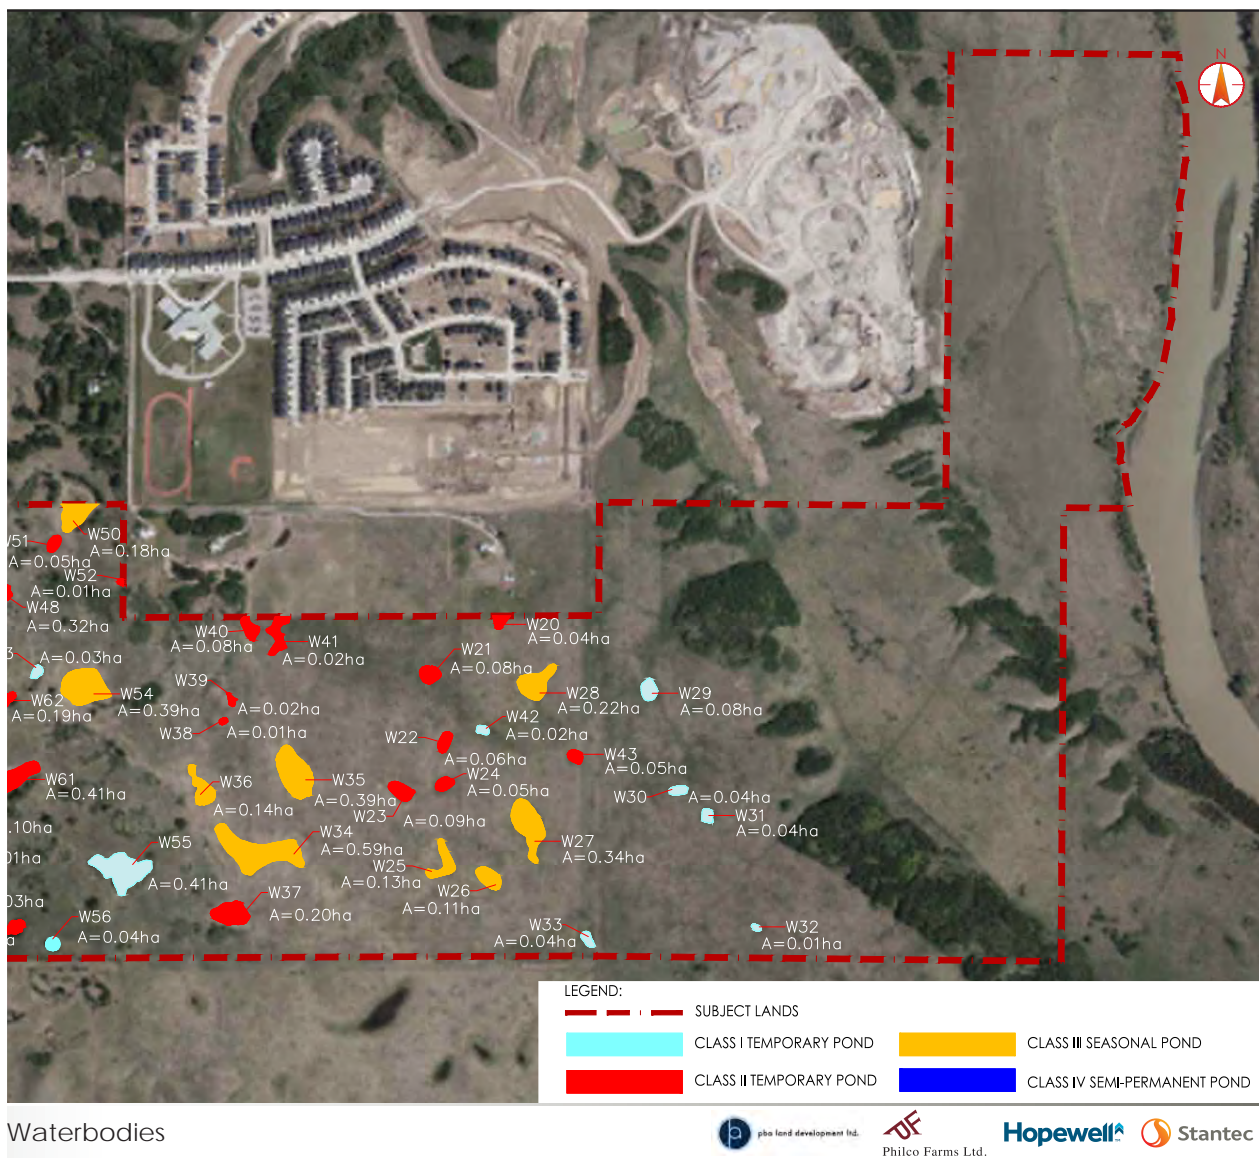 N
W50
A=0.18ha
W51
A=0.05ha
W52
A=0.01ha
W48
A=0.32ha
A=0.03ha
W54
A=0.39ha
W62
A=0.19ha
W61
A=0.41ha
W40
A=0.08ha
W41
A=0.02ha
W39
A=0.02ha
W38
A=0.01ha
W20
A=0.04ha
W21
A=0.08ha
W28
A=0.22ha
W29
A=0.08ha
W42
A=0.02ha
W22
A=0.06ha
W43
A=0.05ha
W24
A=0.05ha
W23
A=0.09ha
W36
A=0.14ha
W35
A=0.39ha
W34
A=0.59ha
W30
A=0.04ha
W31
A=0.04ha
W27
A=0.34ha
W25
A=0.13ha
W26
A=0.11ha
W55
A=0.41ha
W37
A=0.20ha
W56
A=0.04ha
W33
A=0.04ha
W32
A=0.01ha
.10ha
01ha
03ha
LEGEND:
SUBJECT LANDS
CLASS I TEMPORARY POND
CLASS III SEASONAL POND
CLASS II TEMPORARY POND
CLASS IV SEMI-PERMANENT POND
Waterbodies
pba land development ltd.
Philco Farms Ltd.
Hopewell
Stantec